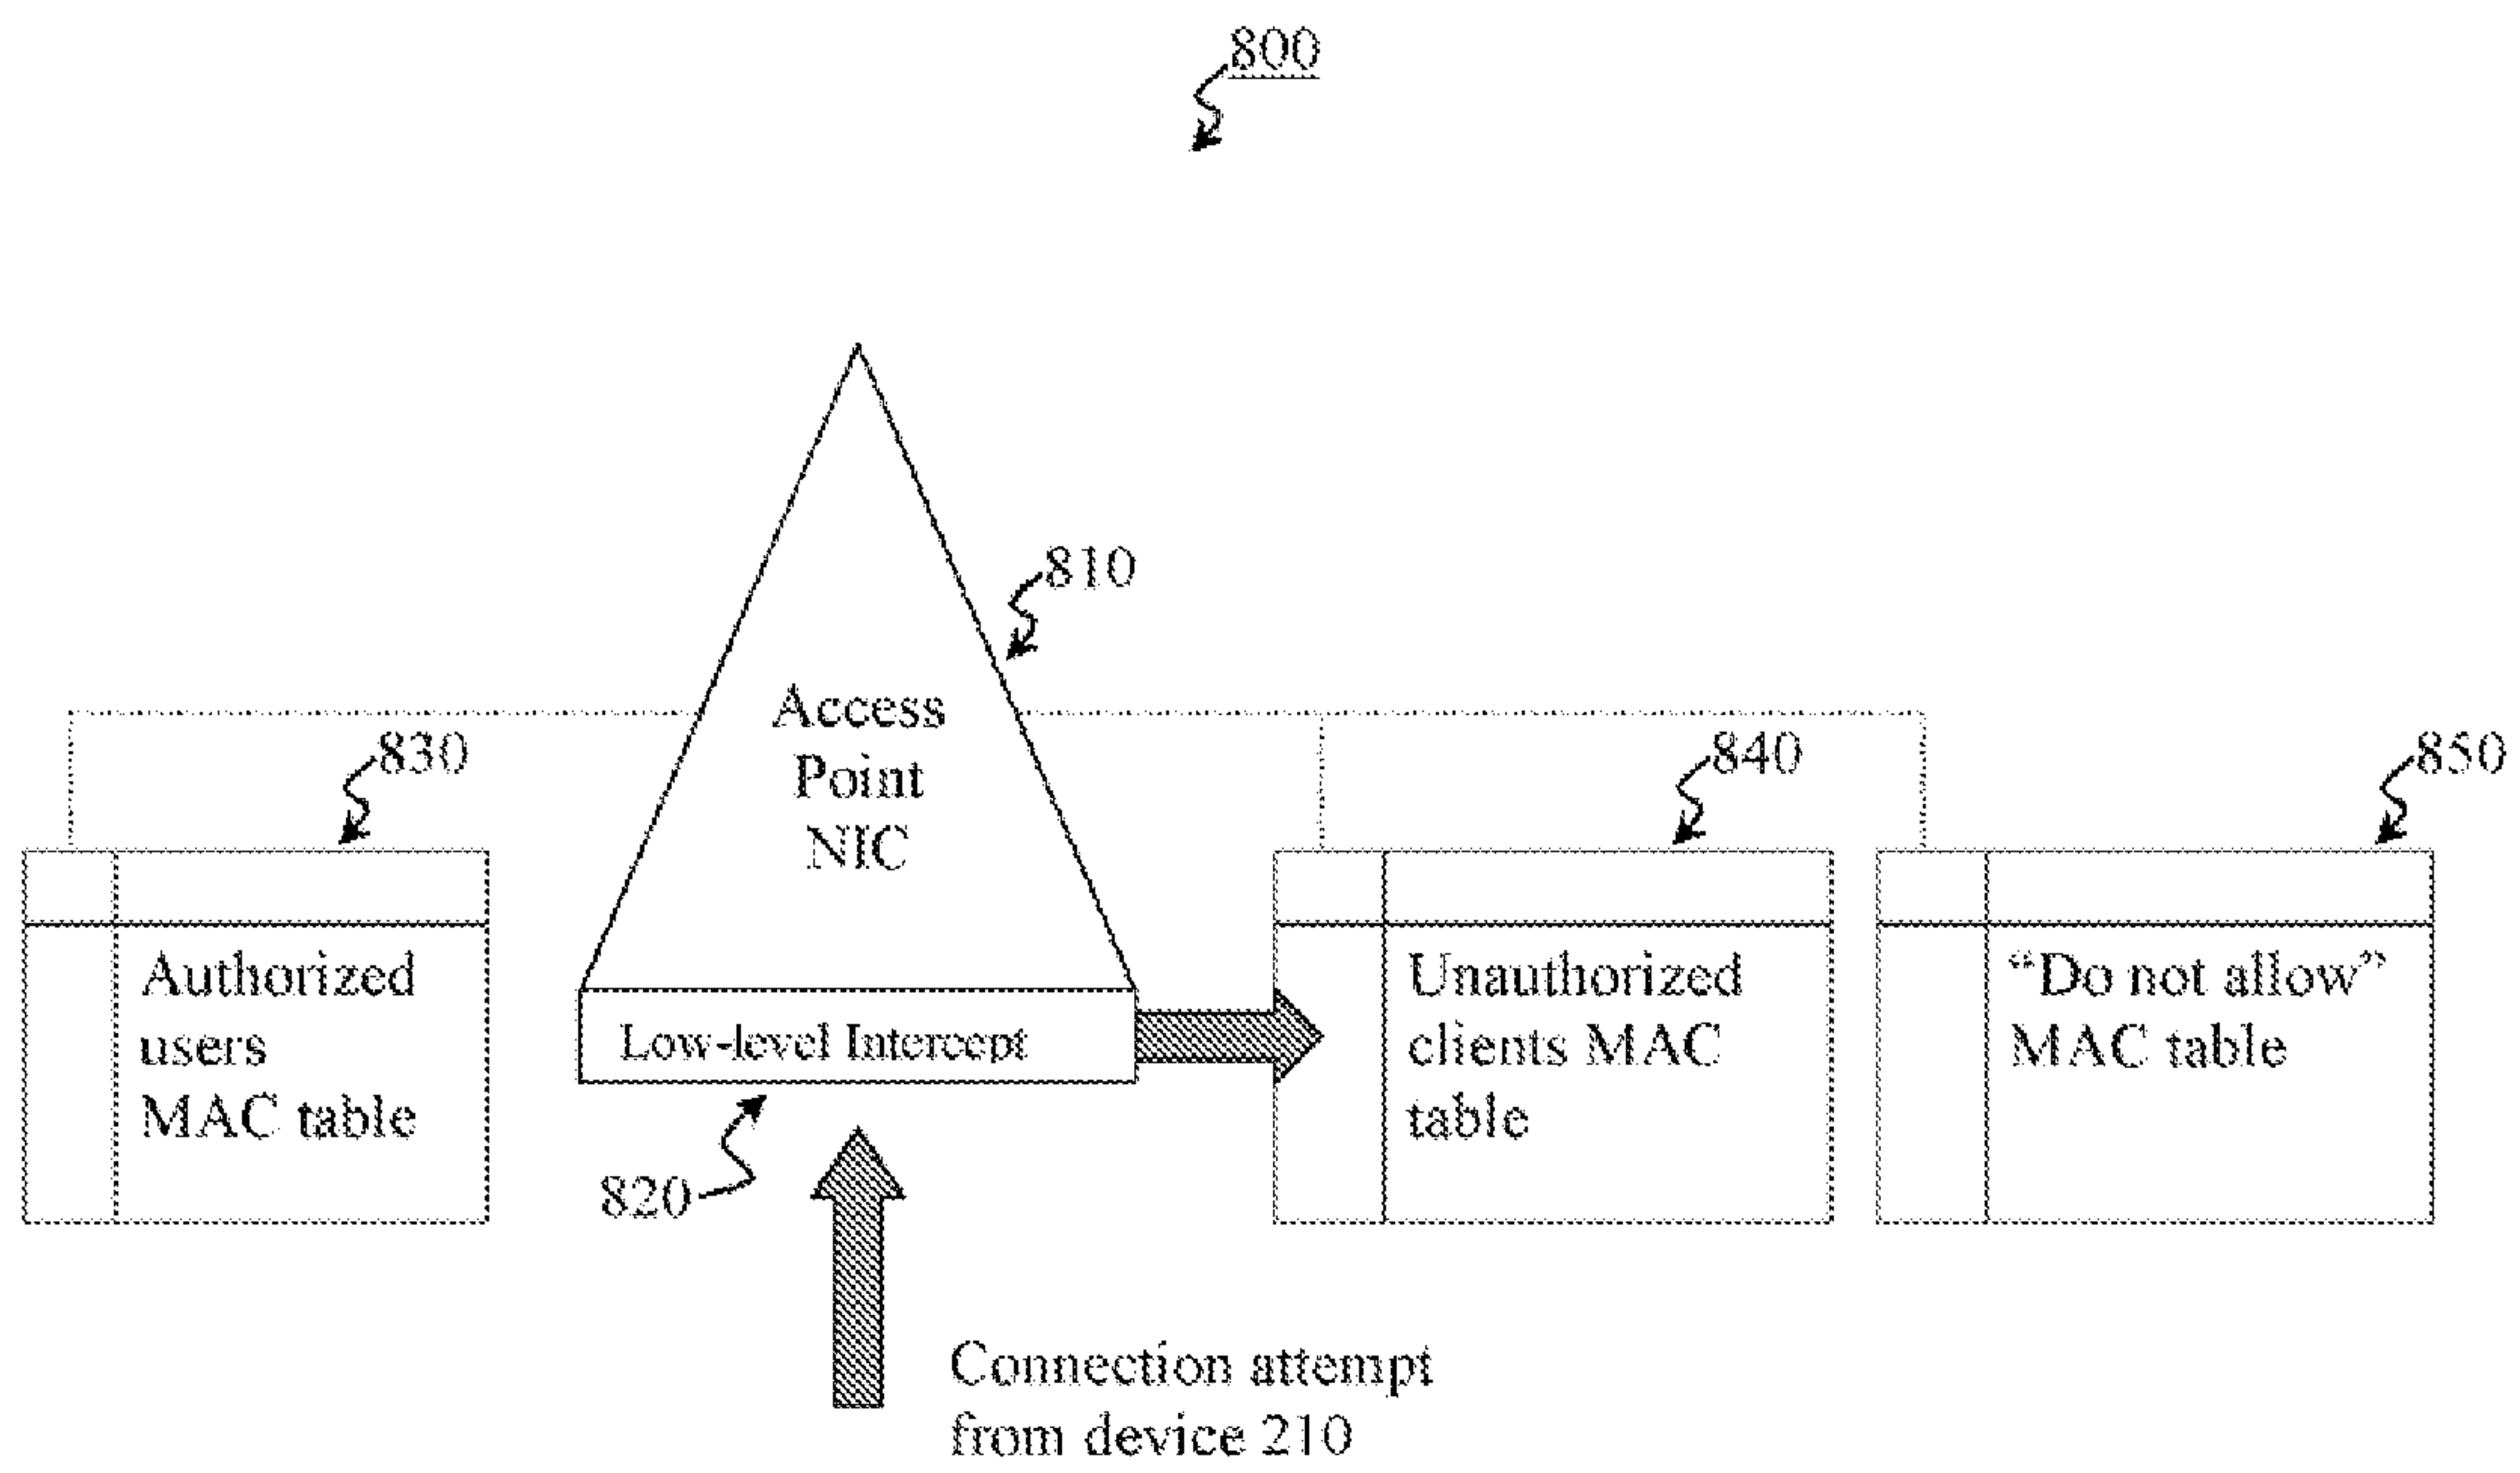 800
810
Access
Point
NIC
830
840
850
Authorized
users
MAC table
Low-level Intercept
Unauthorized
clients MAC
table
“Do not allow”
MAC table
820
Connection attempt
from device 210